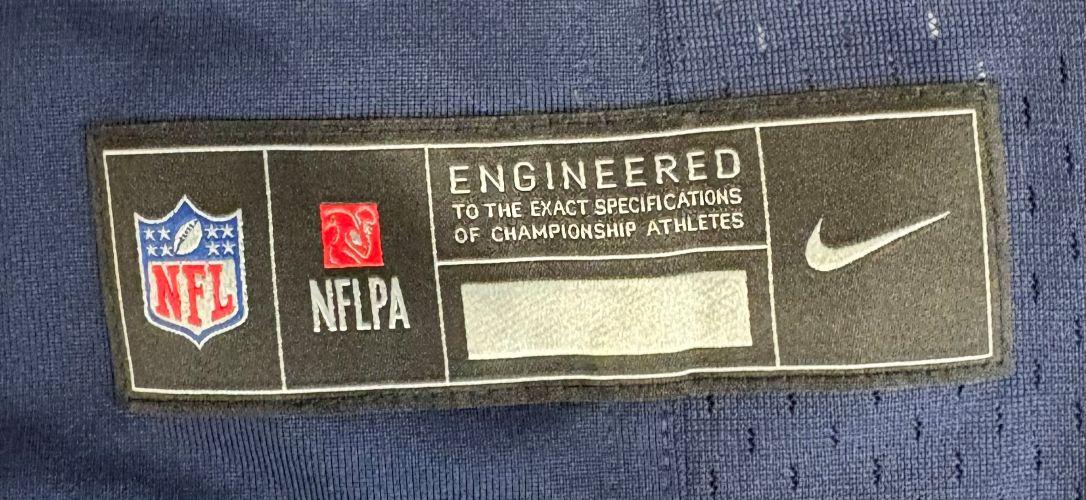 NFL
NFLPA
ENGINEERED
TO THE EXACT SPECIFICATIONS
OF CHAMPIONSHIP ATHLETES